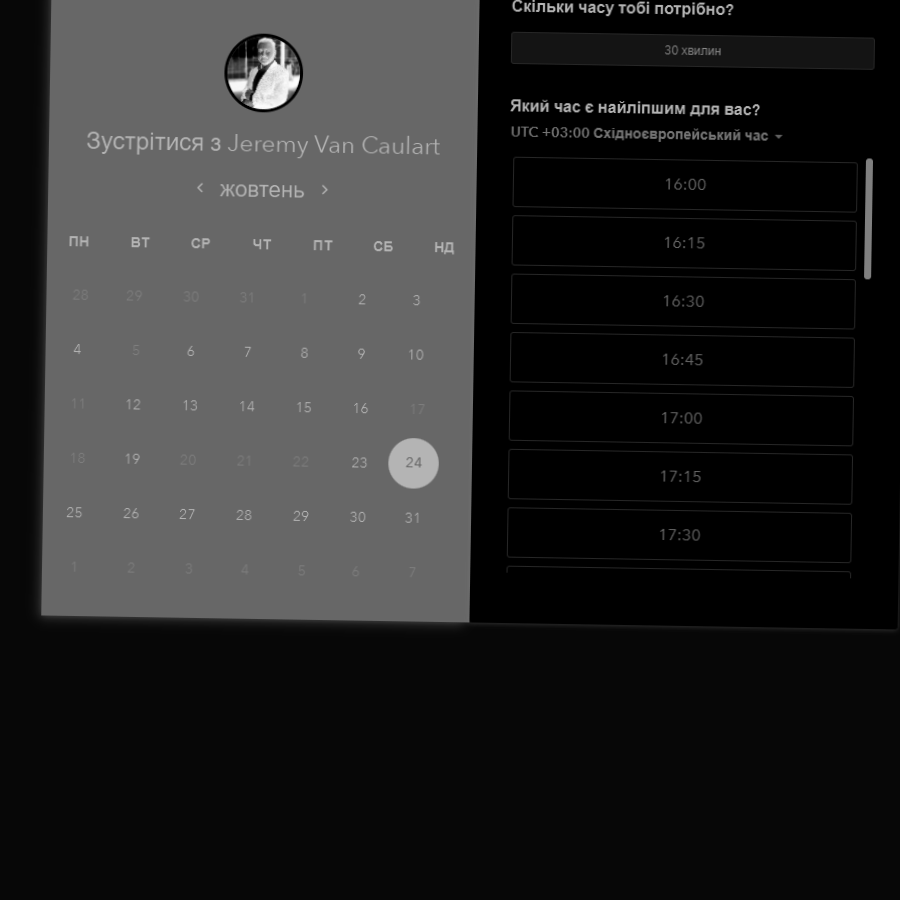 Зустрітися з Jeremy Van Caulart
‹ жовтень ›
ПН ВТ СР ЧТ ПТ СБ НД
28 29 30 31 1 2 3
4 5 6 7 8 9 10
11 12 13 14 15 16 17
18 19 20 21 22 23 24
25 26 27 28 29 30 31
1 2 3 4 5 6 7
Скільки часу тобі потрібно?
30 хвилин
Який час є найліпшим для вас?
UTC +03:00 Східноєвропейський час
16:00
16:15
16:30
16:45
17:00
17:15
17:30